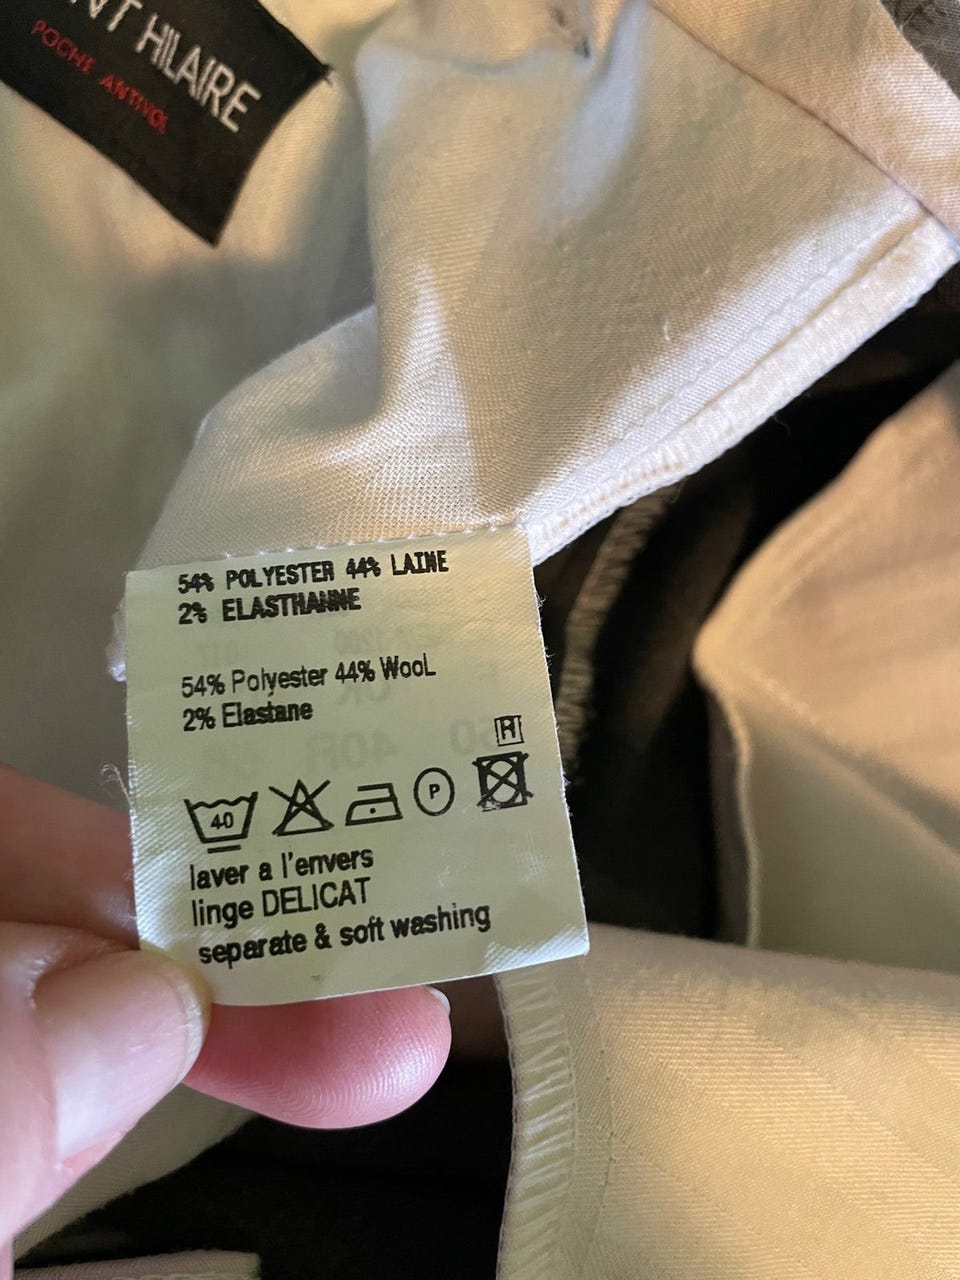 NT HILAIRE
POCHE ANTIVOL
54% POLYESTER 44% LAINE
2% ELASTHANNE
54% Polyester 44% WooL
2% Elastane
H
40 P
laver a l'envers
linge DELICAT
separate & soft washing